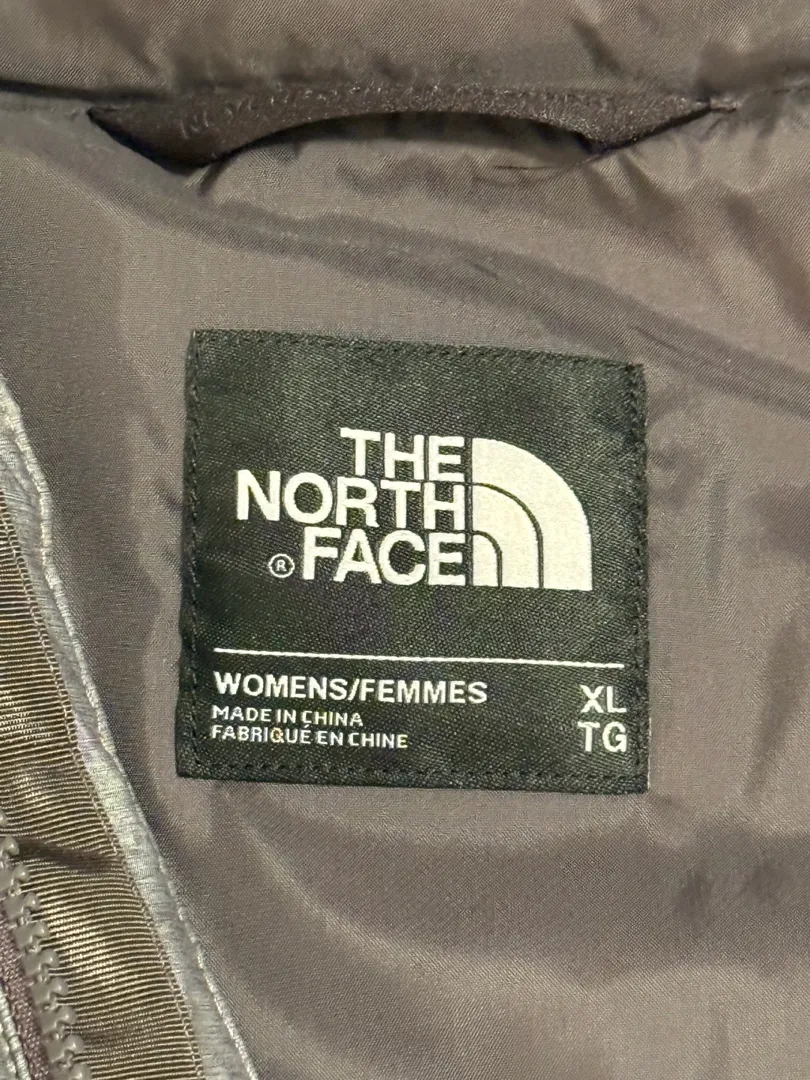 THE
NORTH
® FACE
WOMENS/FEMMES XL
MADE IN CHINA
FABRIQUÉ EN CHINE TG